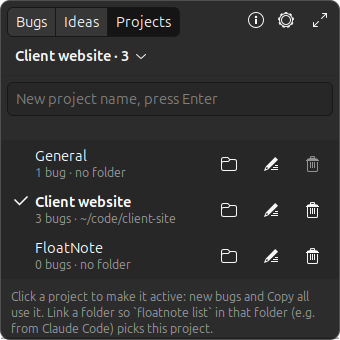 Bugs Ideas Projects
Client website · 3
New project name, press Enter
General
1 bug · no folder
Client website
3 bugs · ~/code/client-site
FloatNote
0 bugs · no folder
Click a project to make it active: new bugs and Copy all
use it. Link a folder so `floatnote list` in that folder (e.g.
from Claude Code) picks this project.